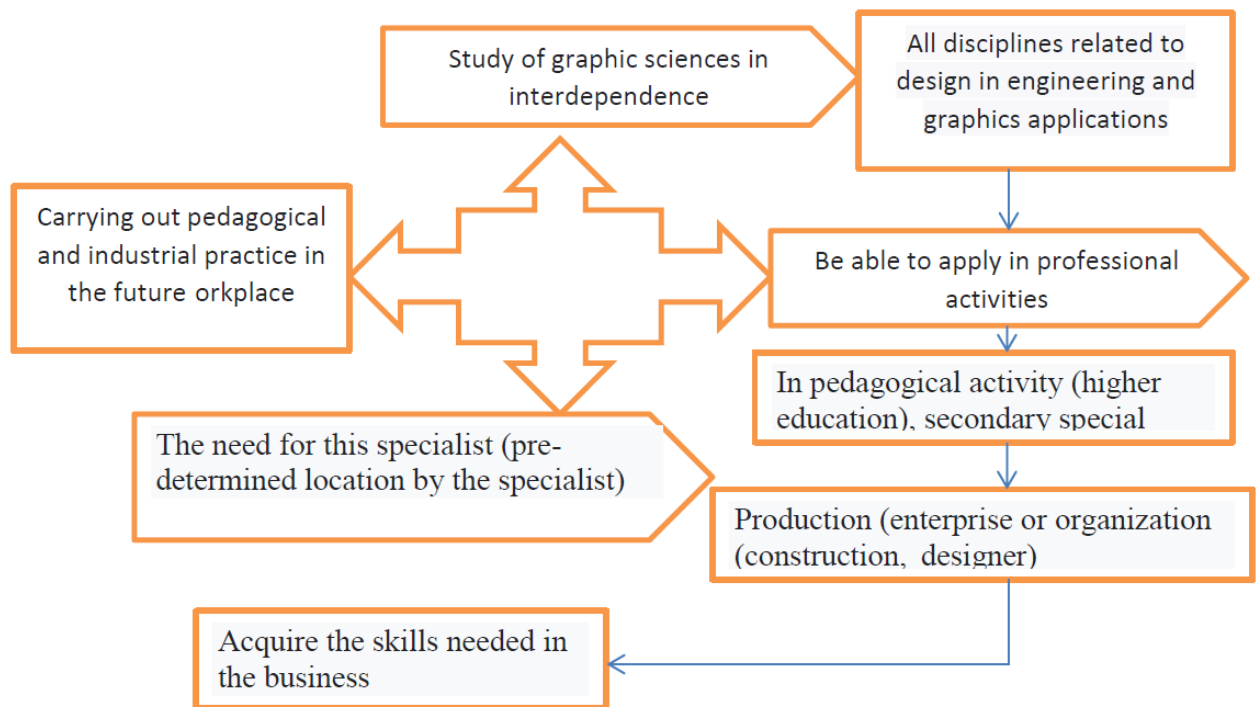 Study of graphic sciences in
interdependence
All disciplines related to
design in engineering and
graphics applications
Carrying out pedagogical
and industrial practice in
the future orkplace
Be able to apply in professional
activities
In pedagogical activity (higher
education), secondary special
The need for this specialist (pre-
determined location by the specialist)
Production (enterprise or organization
(construction, designer)
Acquire the skills needed in
the business